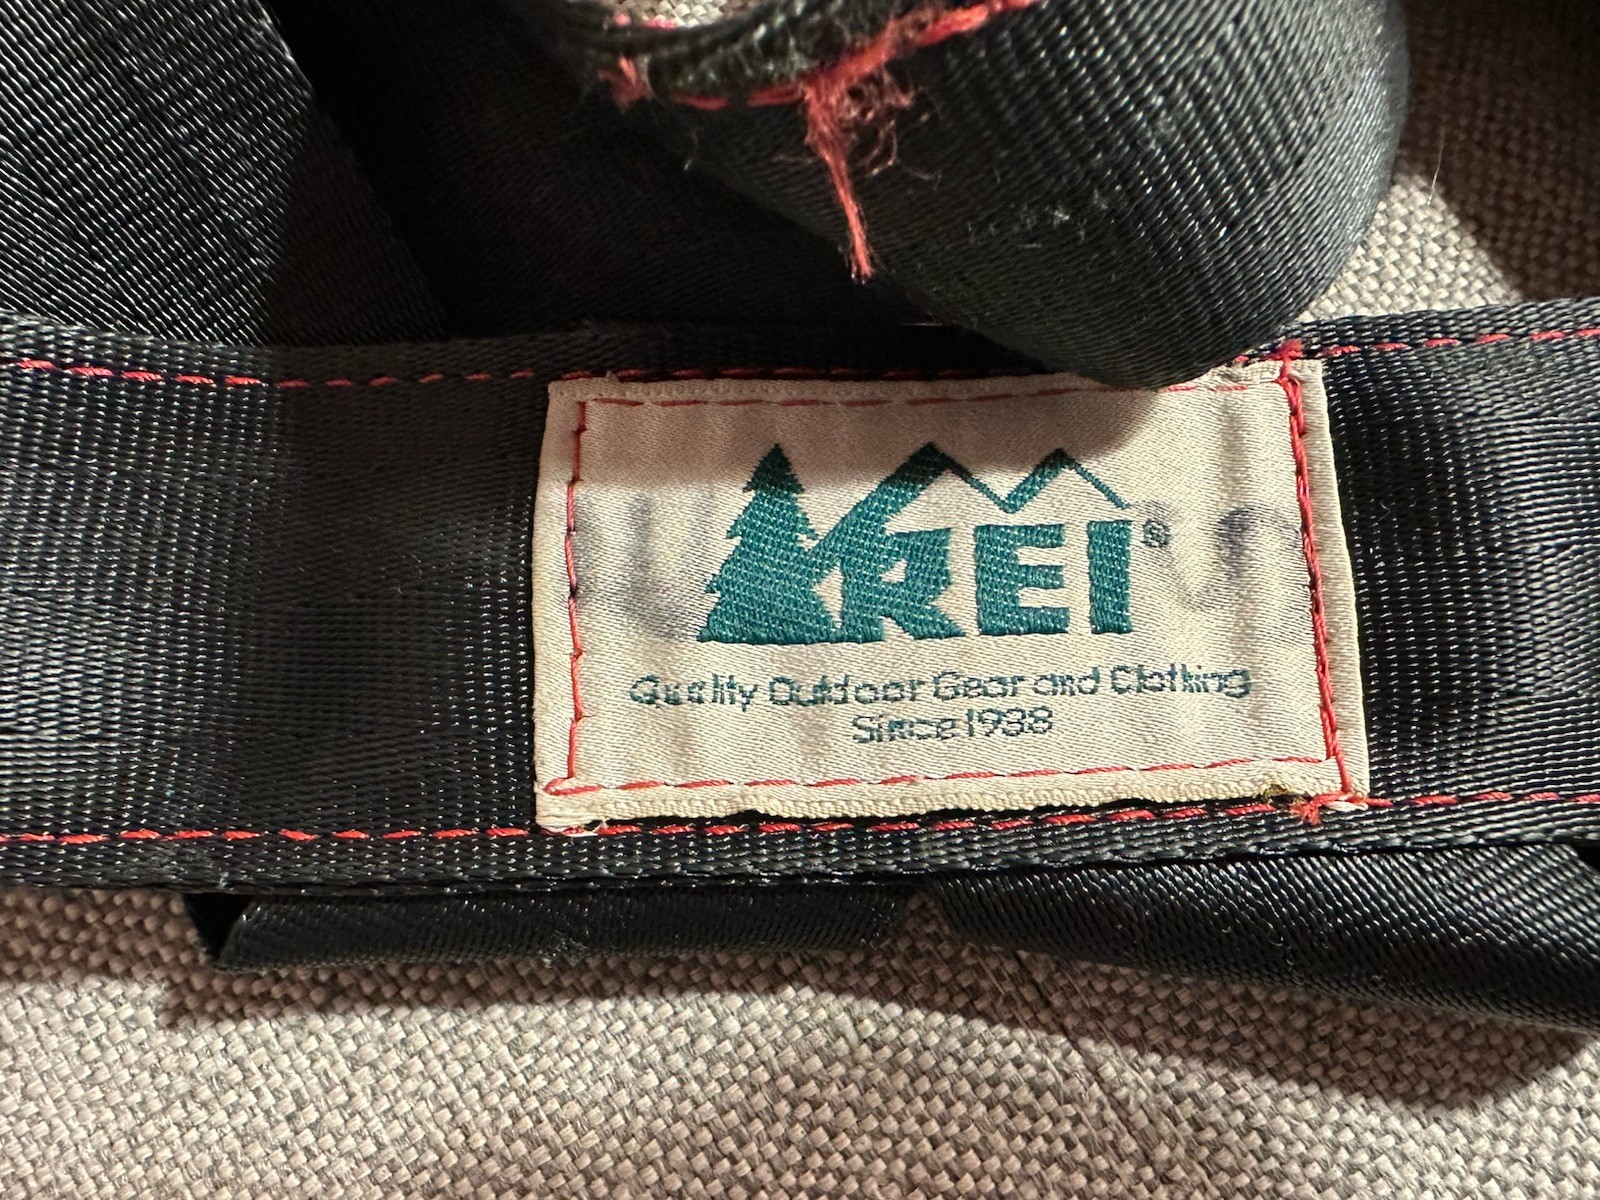 REI®
Quality Outdoor Gear and Clothing
Since 1938